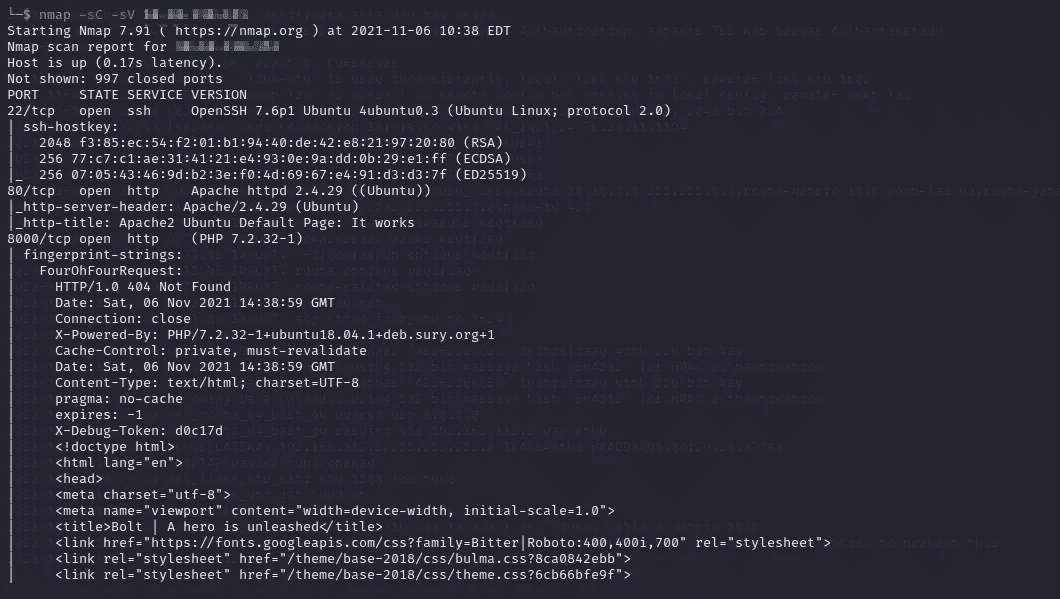 └─$ nmap -sC -sV
Starting Nmap 7.91 ( https://nmap.org ) at 2021-11-06 10:38 EDT
Nmap scan report for
Host is up (0.17s latency).
Not shown: 997 closed ports
PORT     STATE SERVICE VERSION
22/tcp   open  ssh     OpenSSH 7.6p1 Ubuntu 4ubuntu0.3 (Ubuntu Linux; protocol 2.0)
| ssh-hostkey:
|   2048 f3:85:ec:54:f2:01:b1:94:40:de:42:e8:21:97:20:80 (RSA)
|   256 77:c7:c1:ae:31:41:21:e4:93:0e:9a:dd:0b:29:e1:ff (ECDSA)
|_  256 07:05:43:46:9d:b2:3e:f0:4d:69:67:e4:91:d3:d3:7f (ED25519)
80/tcp   open  http    Apache httpd 2.4.29 ((Ubuntu))
|_http-server-header: Apache/2.4.29 (Ubuntu)
|_http-title: Apache2 Ubuntu Default Page: It works
8000/tcp open  http    (PHP 7.2.32-1)
| fingerprint-strings:
|   FourOhFourRequest:
|     HTTP/1.0 404 Not Found
|     Date: Sat, 06 Nov 2021 14:38:59 GMT
|     Connection: close
|     X-Powered-By: PHP/7.2.32-1+ubuntu18.04.1+deb.sury.org+1
|     Cache-Control: private, must-revalidate
|     Date: Sat, 06 Nov 2021 14:38:59 GMT
|     Content-Type: text/html; charset=UTF-8
|     pragma: no-cache
|     expires: -1
|     X-Debug-Token: d0c17d
|     <!doctype html>
|     <html lang="en">
|     <head>
|     <meta charset="utf-8">
|     <meta name="viewport" content="width=device-width, initial-scale=1.0">
|     <title>Bolt | A hero is unleashed</title>
|     <link href="https://fonts.googleapis.com/css?family=Bitter|Roboto:400,400i,700" rel="stylesheet">
|     <link rel="stylesheet" href="/theme/base-2018/css/bulma.css?8ca0842ebb">
|     <link rel="stylesheet" href="/theme/base-2018/css/theme.css?6cb66bfe9f">